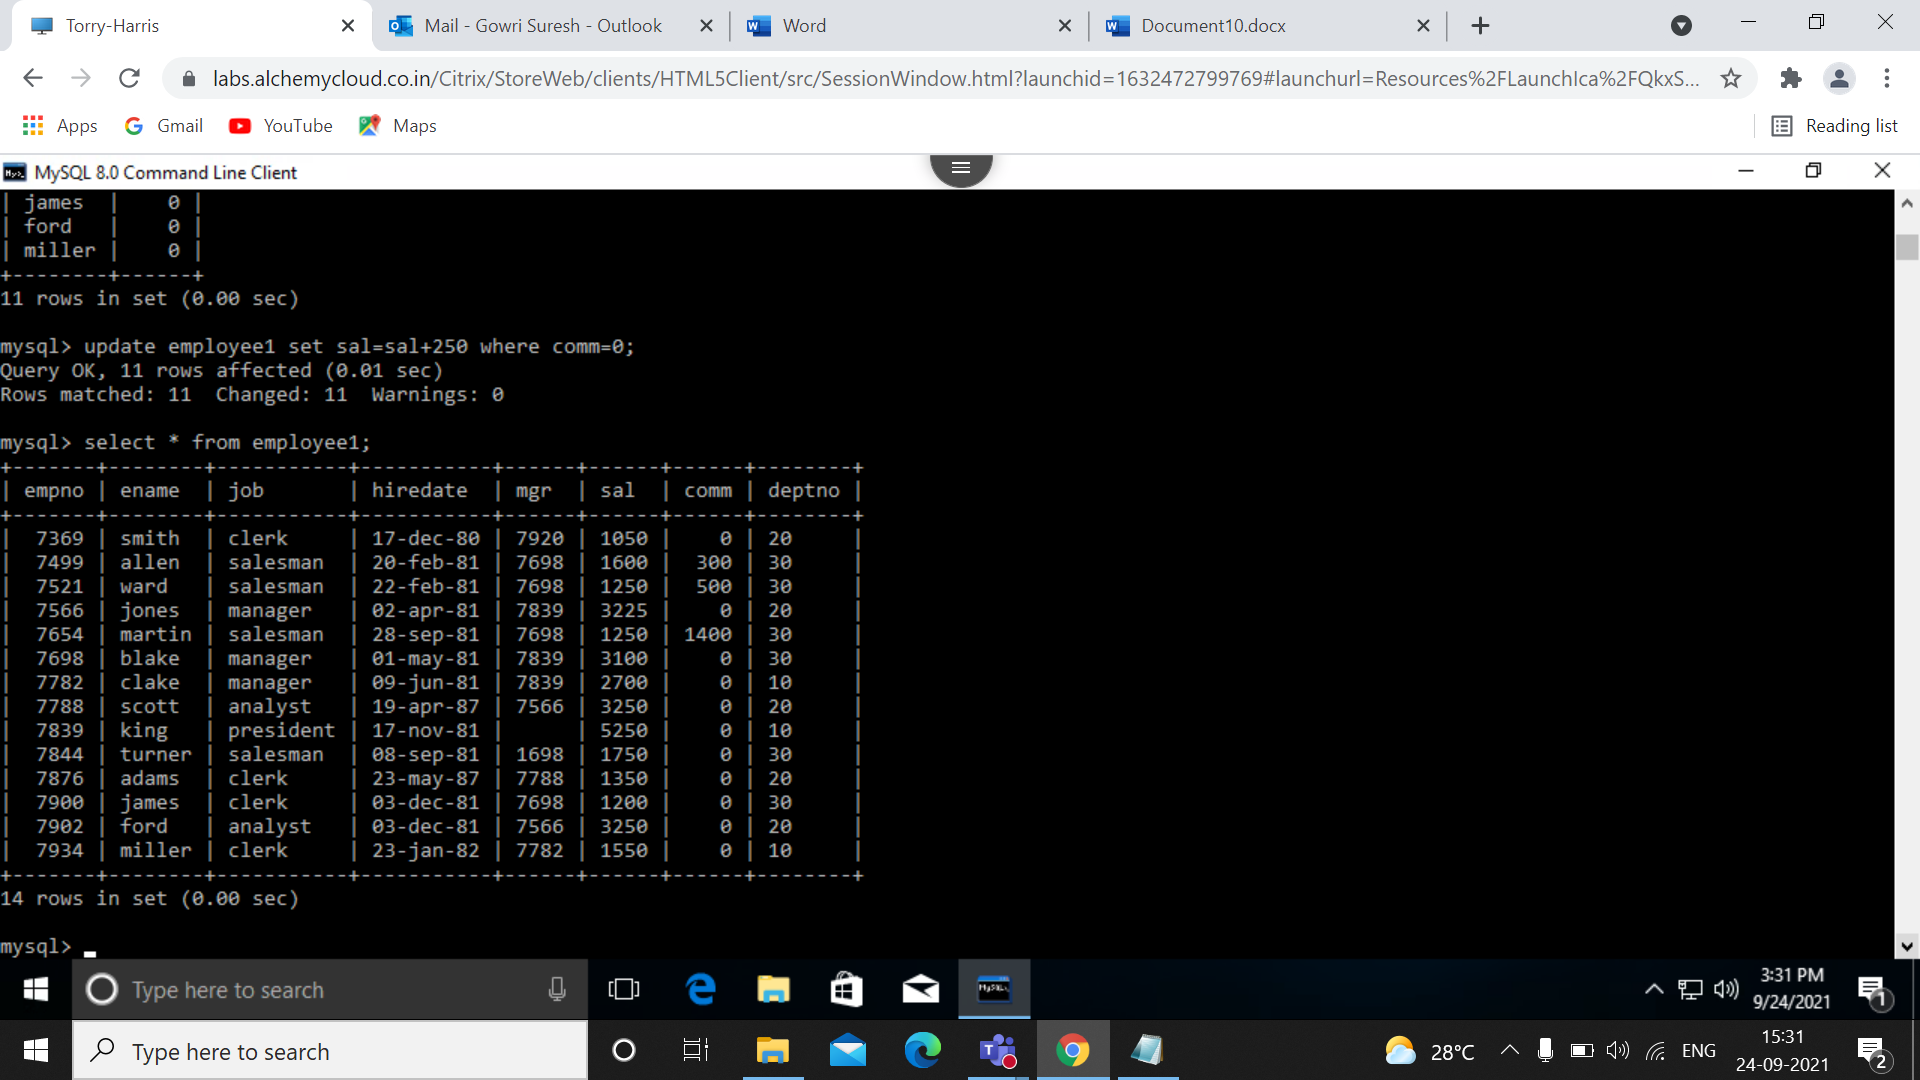 Torry-Harris
Mail - Gowri Suresh - Outlook
Word
Document10.docx
labs.alchemycloud.co.in/Citrix/StoreWeb/clients/HTML5Client/src/SessionWindow.html?launchid=1632472799769#launchurl=Resources%2FLaunchIca%2FQkxS...
Apps Gmail YouTube Maps Reading list
MySQL 8.0 Command Line Client
| james  |    0 |
| ford   |    0 |
| miller |    0 |
+--------+------+
11 rows in set (0.00 sec)
mysql> update employee1 set sal=sal+250 where comm=0;
Query OK, 11 rows affected (0.01 sec)
Rows matched: 11  Changed: 11  Warnings: 0
mysql> select * from employee1;
+-------+--------+-----------+-----------+------+------+------+--------+
| empno | ename  | job       | hiredate  | mgr  | sal  | comm | deptno |
+-------+--------+-----------+-----------+------+------+------+--------+
|  7369 | smith  | clerk     | 17-dec-80 | 7920 | 1050 |    0 | 20     |
|  7499 | allen  | salesman  | 20-feb-81 | 7698 | 1600 |  300 | 30     |
|  7521 | ward   | salesman  | 22-feb-81 | 7698 | 1250 |  500 | 30     |
|  7566 | jones  | manager   | 02-apr-81 | 7839 | 3225 |    0 | 20     |
|  7654 | martin | salesman  | 28-sep-81 | 7698 | 1250 | 1400 | 30     |
|  7698 | blake  | manager   | 01-may-81 | 7839 | 3100 |    0 | 30     |
|  7782 | clake  | manager   | 09-jun-81 | 7839 | 2700 |    0 | 10     |
|  7788 | scott  | analyst   | 19-apr-87 | 7566 | 3250 |    0 | 20     |
|  7839 | king   | president | 17-nov-81 |      | 5250 |    0 | 10     |
|  7844 | turner | salesman  | 08-sep-81 | 1698 | 1750 |    0 | 30     |
|  7876 | adams  | clerk     | 23-may-87 | 7788 | 1350 |    0 | 20     |
|  7900 | james  | clerk     | 03-dec-81 | 7698 | 1200 |    0 | 30     |
|  7902 | ford   | analyst   | 03-dec-81 | 7566 | 3250 |    0 | 20     |
|  7934 | miller | clerk     | 23-jan-82 | 7782 | 1550 |    0 | 10     |
+-------+--------+-----------+-----------+------+------+------+--------+
14 rows in set (0.00 sec)
mysql> _
Type here to search
3:31 PM
9/24/2021
1
Type here to search
28°C
ENG
15:31
24-09-2021
2